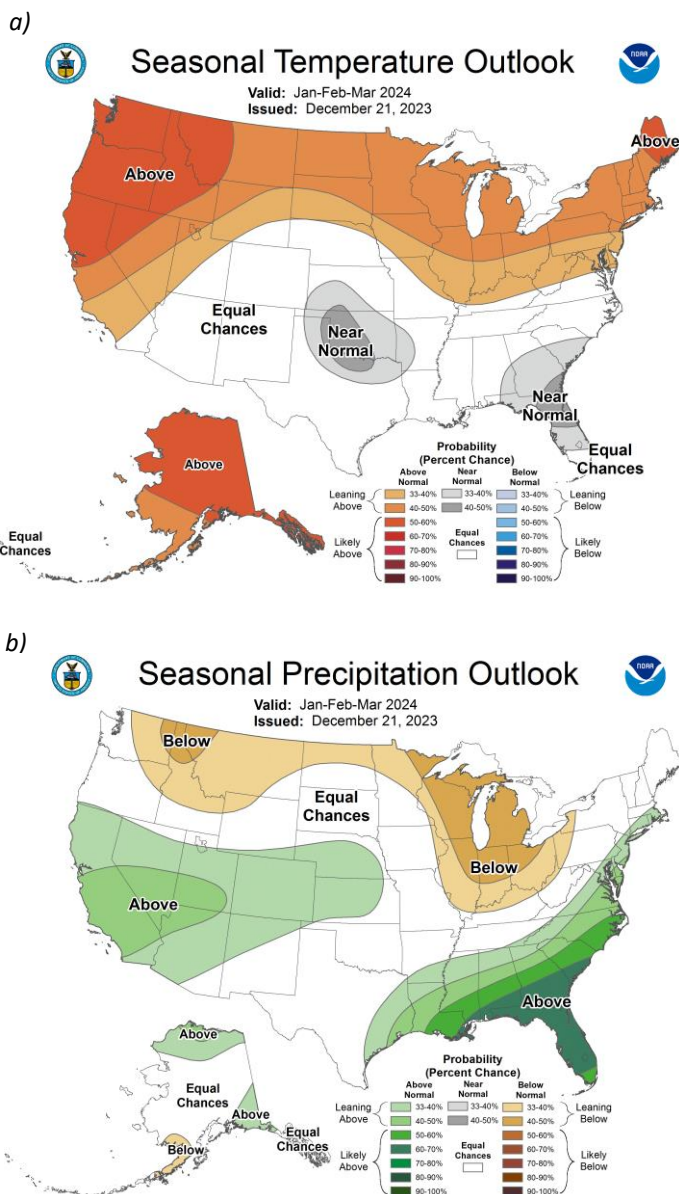 a)
Seasonal Temperature Outlook
NOAA
Valid: Jan-Feb-Mar 2024
Issued: December 21, 2023
Above
Above
Equal
Chances
Near
Normal
Near
Normal
Equal
Chances
Above
Equal
Chances
Probability
(Percent Chance)
Above Normal
Near Normal
Below Normal
Leaning Above
33-40% 33-40% 33-40%
40-50% 40-50% 40-50%
Leaning Below
Likely Above
50-60% 50-60%
60-70% 60-70%
70-80% 70-80%
80-90% 80-90%
90-100% 90-100%
Equal Chances
Likely Below
b)
Seasonal Precipitation Outlook
NOAA
Valid: Jan-Feb-Mar 2024
Issued: December 21, 2023
Below
Equal
Chances
Below
Above
Above
Above
Equal
Chances
Above
Equal
Chances
Below
Probability
(Percent Chance)
Above Normal
Near Normal
Below Normal
Leaning Above
33-40% 33-40% 33-40%
40-50% 40-50% 40-50%
Leaning Below
Likely Above
50-60% 50-60%
60-70% 60-70%
70-80% 70-80%
80-90% 80-90%
90-100% 90-100%
Equal Chances
Likely Below